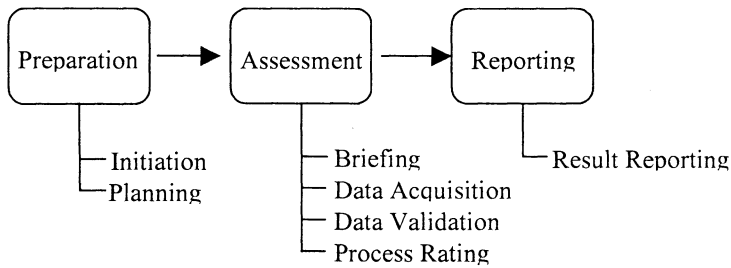 Preparation
Assessment
Reporting
Initiation
Planning
Briefing
Data Acquisition
Data Validation
Process Rating
Result Reporting